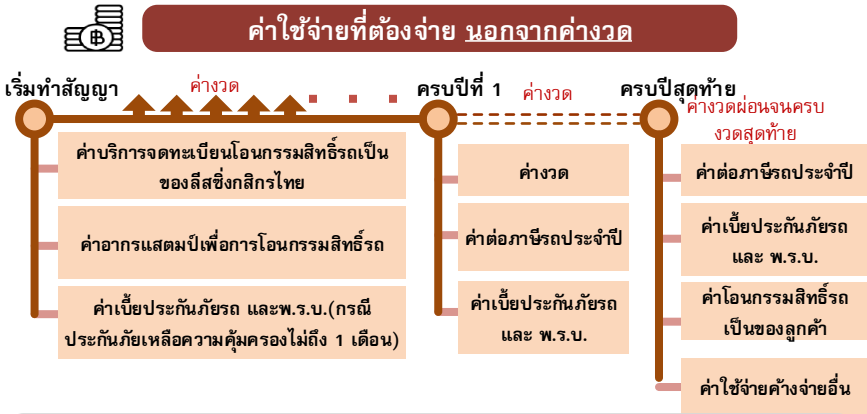 ค่าใช้จ่ายที่ต้องจ่าย นอกจากค่างวด
เริ่มทำสัญญา
ค่างวด
ครบปีที่ 1
ค่างวด
ครบปีสุดท้าย
ค่างวดผ่อนจนครบ
งวดสุดท้าย
ค่าบริการจดทะเบียนโอนกรรมสิทธิ์รถเป็น
ของลีสซิ่งกสิกรไทย
ค่าอากรแสตมป์เพื่อการโอนกรรมสิทธิ์รถ
ค่าเบี้ยประกันภัยรถ และพ.ร.บ.(กรณี
ประกันภัยเหลือความคุ้มครองไม่ถึง 1 เดือน)
ค่างวด
ค่าต่อภาษีรถประจำปี
ค่าเบี้ยประกันภัยรถ
และ พ.ร.บ.
ค่าต่อภาษีรถประจำปี
ค่าเบี้ยประกันภัยรถ
และ พ.ร.บ.
ค่าโอนกรรมสิทธิ์รถ
เป็นของลูกค้า
ค่าใช้จ่ายค้างจ่ายอื่น